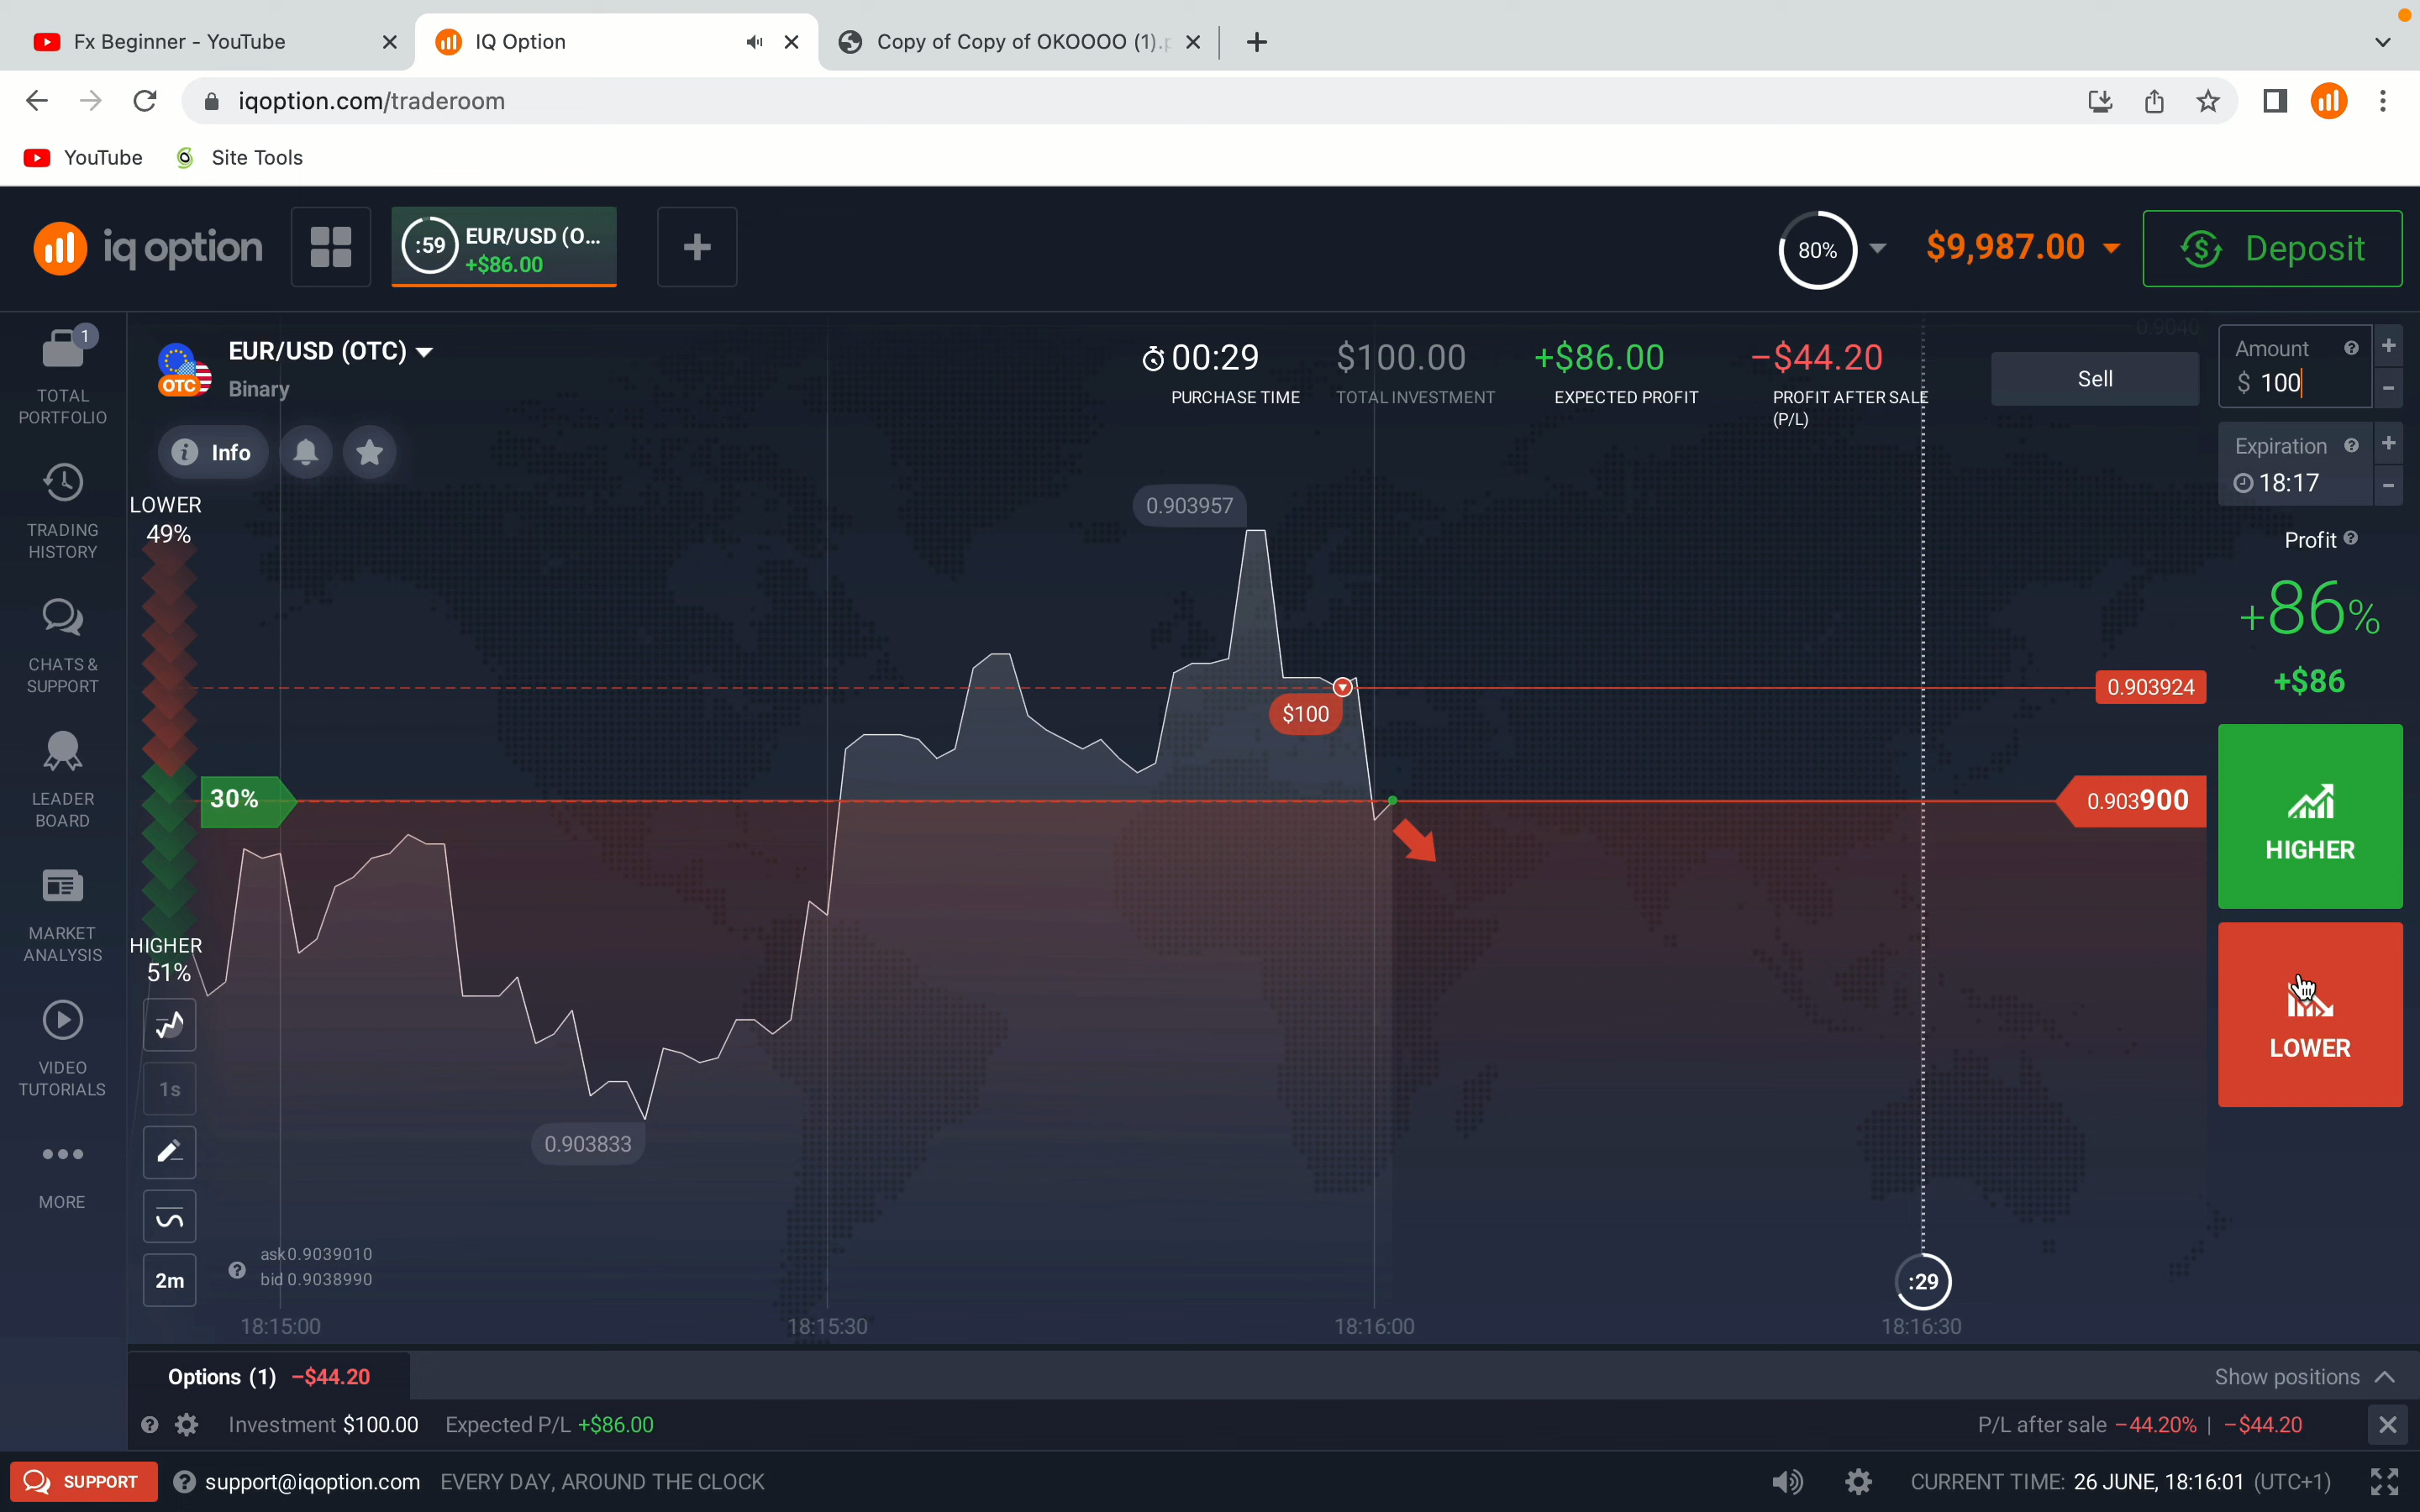 Fx Beginner - YouTube
IQ Option
Copy of Copy of OKOOOO (1).p
iqoption.com/traderoom
YouTube
Site Tools
iq option
:59
EUR/USD (O...
+$86.00
80%
$9,987.00
Deposit
1
TOTAL
PORTFOLIO
TRADING
HISTORY
CHATS &
SUPPORT
LEADER
BOARD
MARKET
ANALYSIS
VIDEO
TUTORIALS
MORE
OTC
EUR/USD (OTC)
Binary
Info
00:29
PURCHASE TIME
$100.00
TOTAL INVESTMENT
+$86.00
EXPECTED PROFIT
−$44.20
PROFIT AFTER SALE
(P/L)
Sell
0.9040
Amount
$ 100
Expiration
18:17
Profit
+86%
+$86
HIGHER
LOWER
LOWER
49%
30%
HIGHER
51%
0.903957
$100
0.903924
0.903900
0.903833
1s
2m
ask 0.9039010
bid 0.9038990
:29
18:15:00
18:15:30
18:16:00
18:16:30
Options (1) −$44.20
Show positions
Investment $100.00 Expected P/L +$86.00
P/L after sale −44.20% | −$44.20
SUPPORT
support@iqoption.com EVERY DAY, AROUND THE CLOCK
CURRENT TIME: 26 JUNE, 18:16:01 (UTC+1)